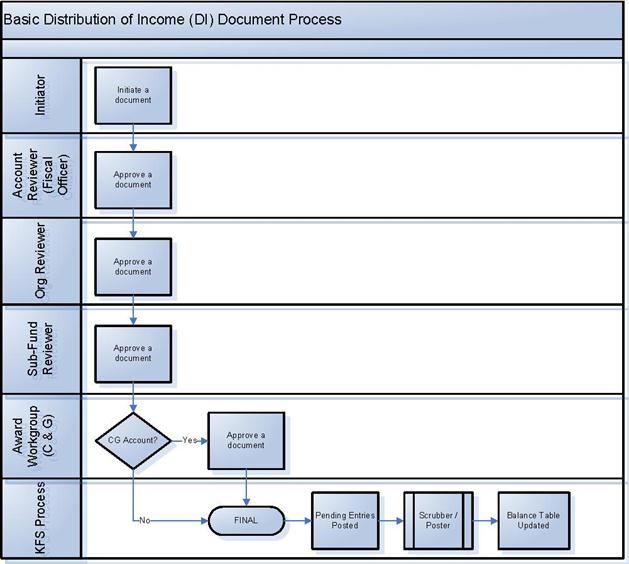 Basic Distribution of Income (DI) Document Process
Initiator
Initiate a
document
Account
Reviewer
(Fiscal
Officer)
Approve a
document
Org Reviewer
Approve a
document
Sub-Fund
Reviewer
Approve a
document
Award
Workgroup
(C & G)
CG Account?
Yes
Approve a
document
KFS Process
No
FINAL
Pending Entries
Posted
Scrubber /
Poster
Balance Table
Updated